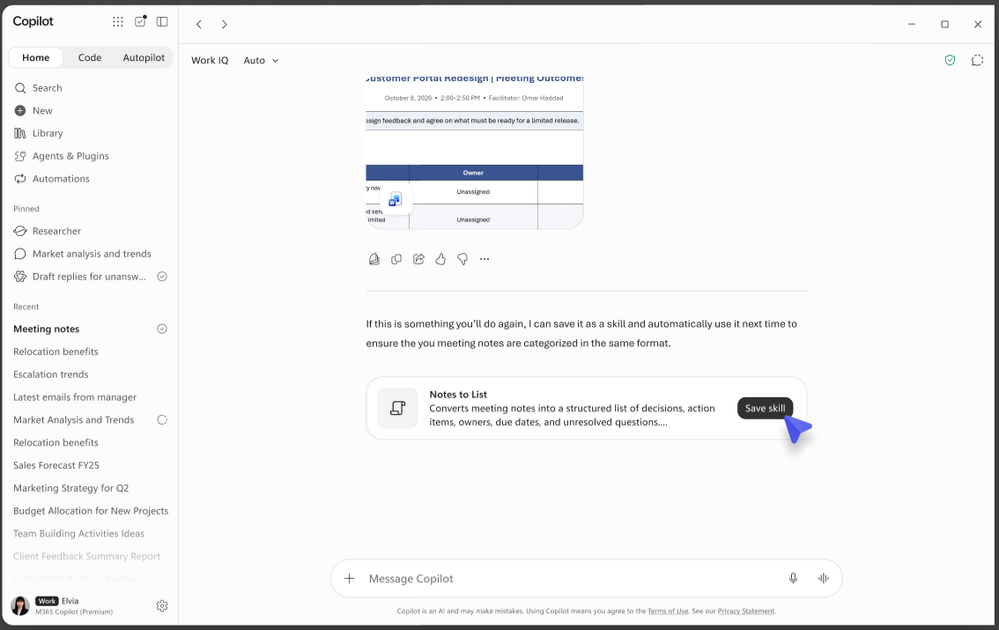 Copilot
Home Code Autopilot
Search
New
Library
Agents & Plugins
Automations
Pinned
Researcher
Market analysis and trends
Draft replies for unansw...
Recent
Meeting notes
Relocation benefits
Escalation trends
Latest emails from manager
Market Analysis and Trends
Relocation benefits
Sales Forecast FY25
Marketing Strategy for Q2
Budget Allocation for New Projects
Team Building Activities Ideas
Client Feedback Summary Report
Work Elvia
M365 Copilot (Premium)
Work IQ Auto
Customer Portal Redesign | Meeting Outcomes
October 8, 2026 • 2:00–2:50 PM • Facilitator: Omar Haddad
esign feedback and agree on what must be ready for a limited release.
Owner
y nav
Unassigned
d serv
limited
Unassigned
If this is something you'll do again, I can save it as a skill and automatically use it next time to
ensure the you meeting notes are categorized in the same format.
Notes to List
Converts meeting notes into a structured list of decisions, action
items, owners, due dates, and unresolved questions....
Save skill
Message Copilot
Copilot is an AI and may make mistakes. Using Copilot means you agree to the Terms of Use. See our Privacy Statement.